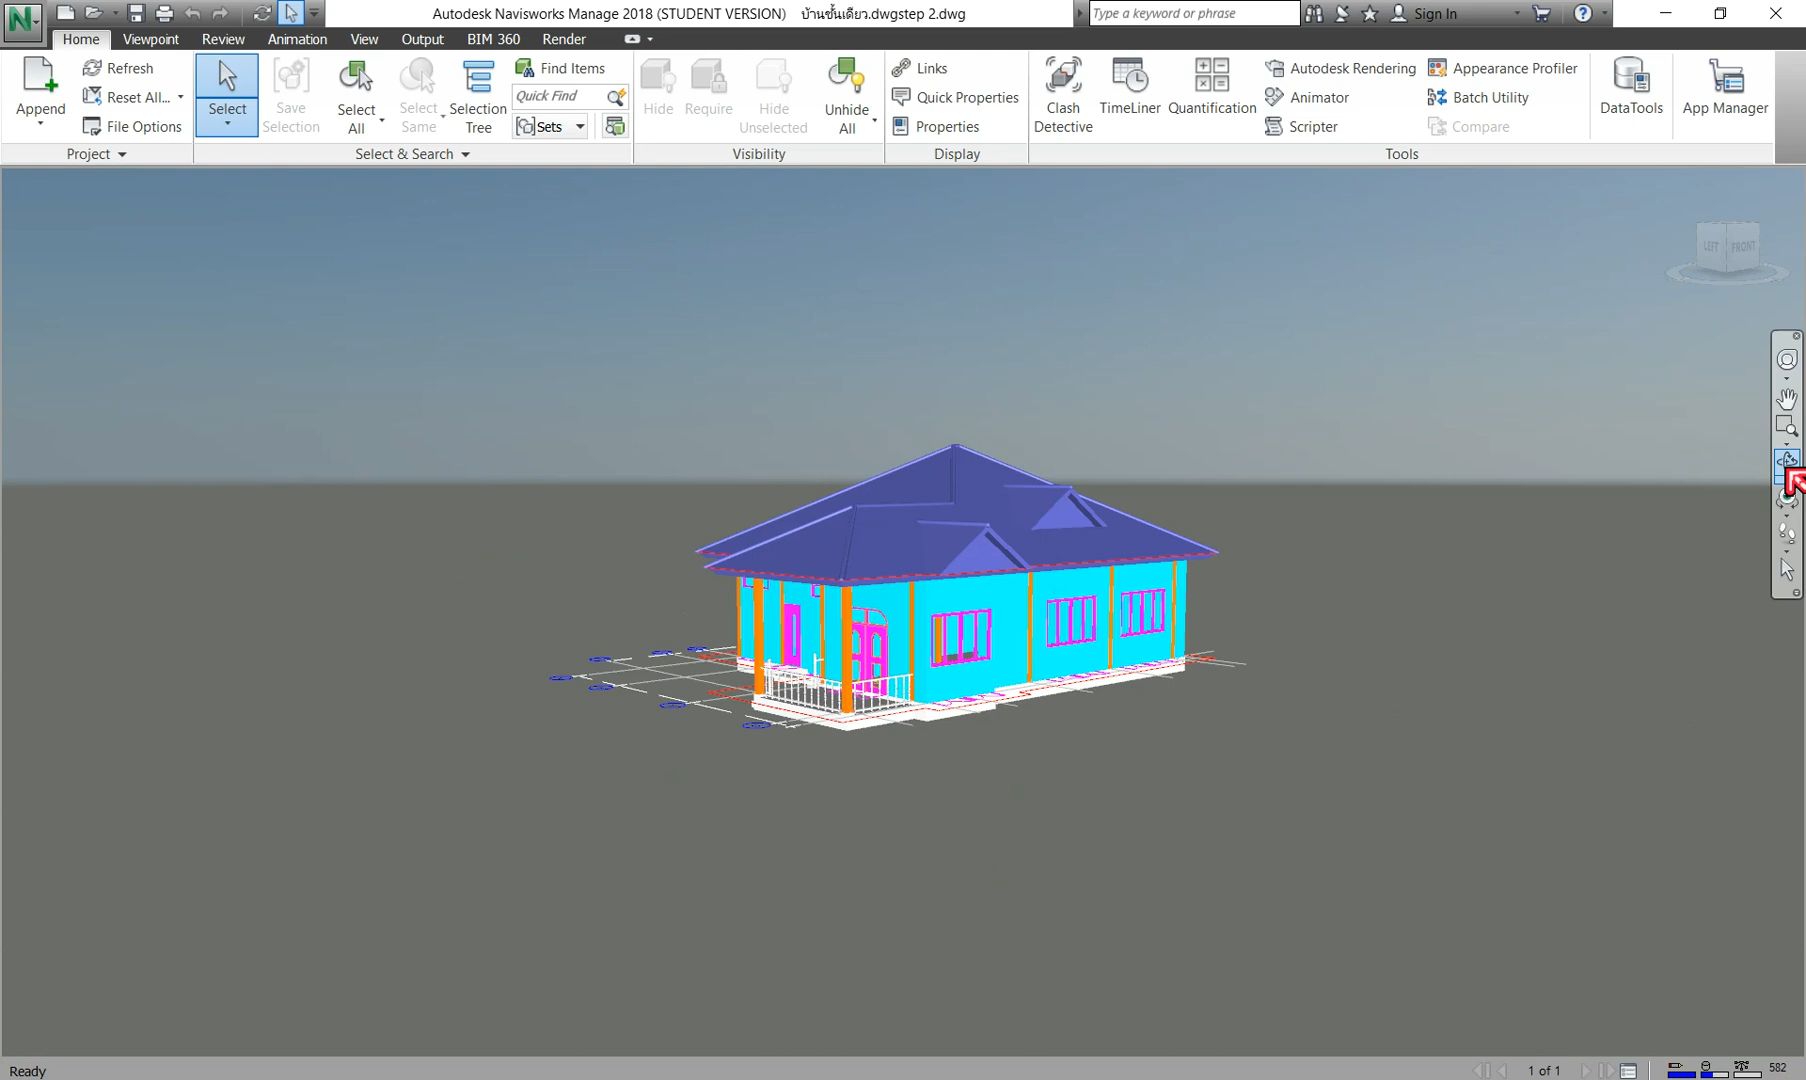 N Autodesk Navisworks Manage 2018 (STUDENT VERSION) บ้านชั้นเดียว.dwgstep 2.dwg Type a keyword or phrase Sign In
Home Viewpoint Review Animation View Output BIM 360 Render
Append
Refresh
Reset All...
File Options
Project
Select
Save Selection
Select All
Select Same
Selection Tree
Find Items
Quick Find
Sets
Select & Search
Hide
Require
Hide Unselected
Unhide All
Visibility
Links
Quick Properties
Properties
Display
Clash Detective
TimeLiner
Quantification
Autodesk Rendering
Animator
Scripter
Appearance Profiler
Batch Utility
Compare
Tools
DataTools
App Manager
LEFT FRONT
Ready
1 of 1
582